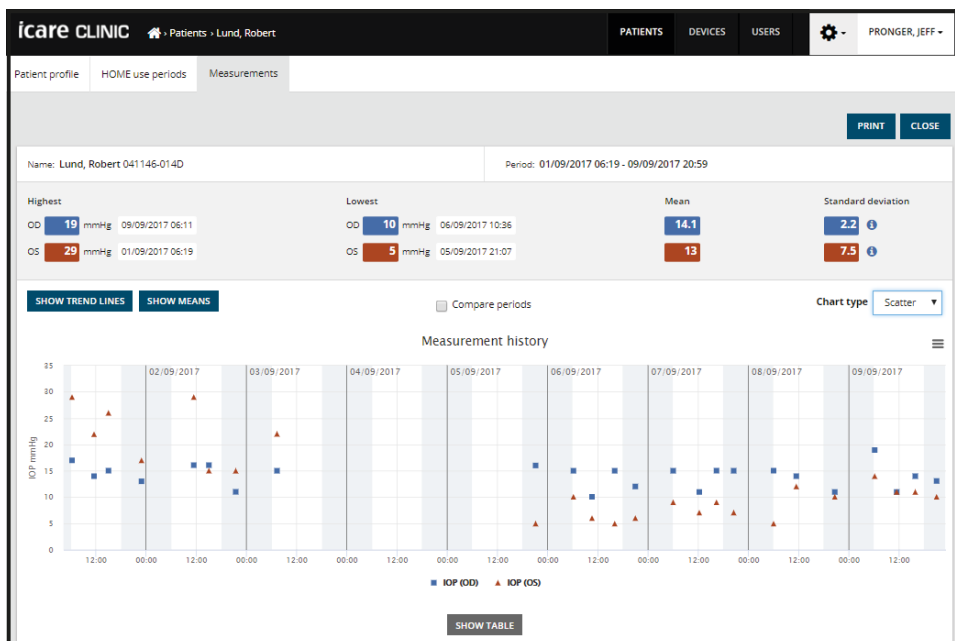 icare CLINIC › Patients › Lund, Robert PATIENTS DEVICES USERS PRONGER, JEFF
Patient profile HOME use periods Measurements
PRINT CLOSE
Name: Lund, Robert 041146-014D Period: 01/09/2017 06:19 - 09/09/2017 20:59
Highest Lowest Mean Standard deviation
OD 19 mmHg 09/09/2017 06:11 OD 10 mmHg 06/09/2017 10:36 14.1 2.2
OS 29 mmHg 01/09/2017 06:19 OS 5 mmHg 05/09/2017 21:07 13 7.5
SHOW TREND LINES SHOW MEANS Compare periods Chart type Scatter
Measurement history
35
02/09/2017 03/09/2017 04/09/2017 05/09/2017 06/09/2017 07/09/2017 08/09/2017 09/09/2017
30
25
20
IOP mmHg
15
10
5
0
12:00 00:00 12:00 00:00 12:00 00:00 12:00 00:00 12:00 00:00 12:00 00:00 12:00 00:00 12:00 00:00 12:00
IOP (OD) IOP (OS)
SHOW TABLE